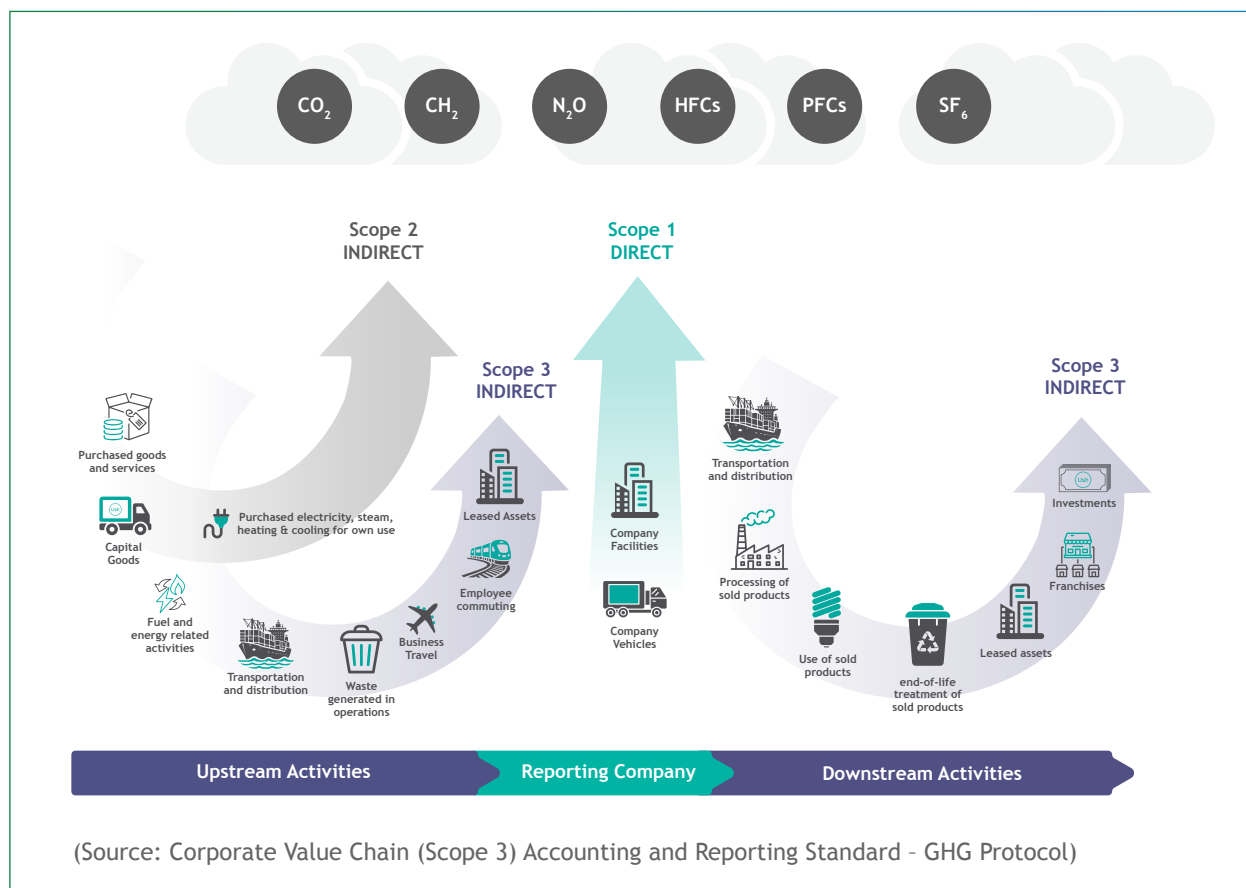 CO₂
CH₂
N₂O
HFCs
PFCs
SF₆
Scope 2
INDIRECT
Scope 1
DIRECT
Scope 3
INDIRECT
Scope 3
INDIRECT
Purchased goods
and services
Capital
Goods
Fuel and
energy related
activities
Purchased electricity, steam,
heating & cooling for own use
Transportation
and distribution
Waste
generated in
operations
Business
Travel
Employee
commuting
Leased Assets
Company
Facilities
Company
Vehicles
Transportation
and distribution
Processing of
sold products
Use of sold
products
end-of-life
treatment of
sold products
Leased assets
Franchises
Investments
Upstream Activities
Reporting Company
Downstream Activities
(Source: Corporate Value Chain (Scope 3) Accounting and Reporting Standard - GHG Protocol)